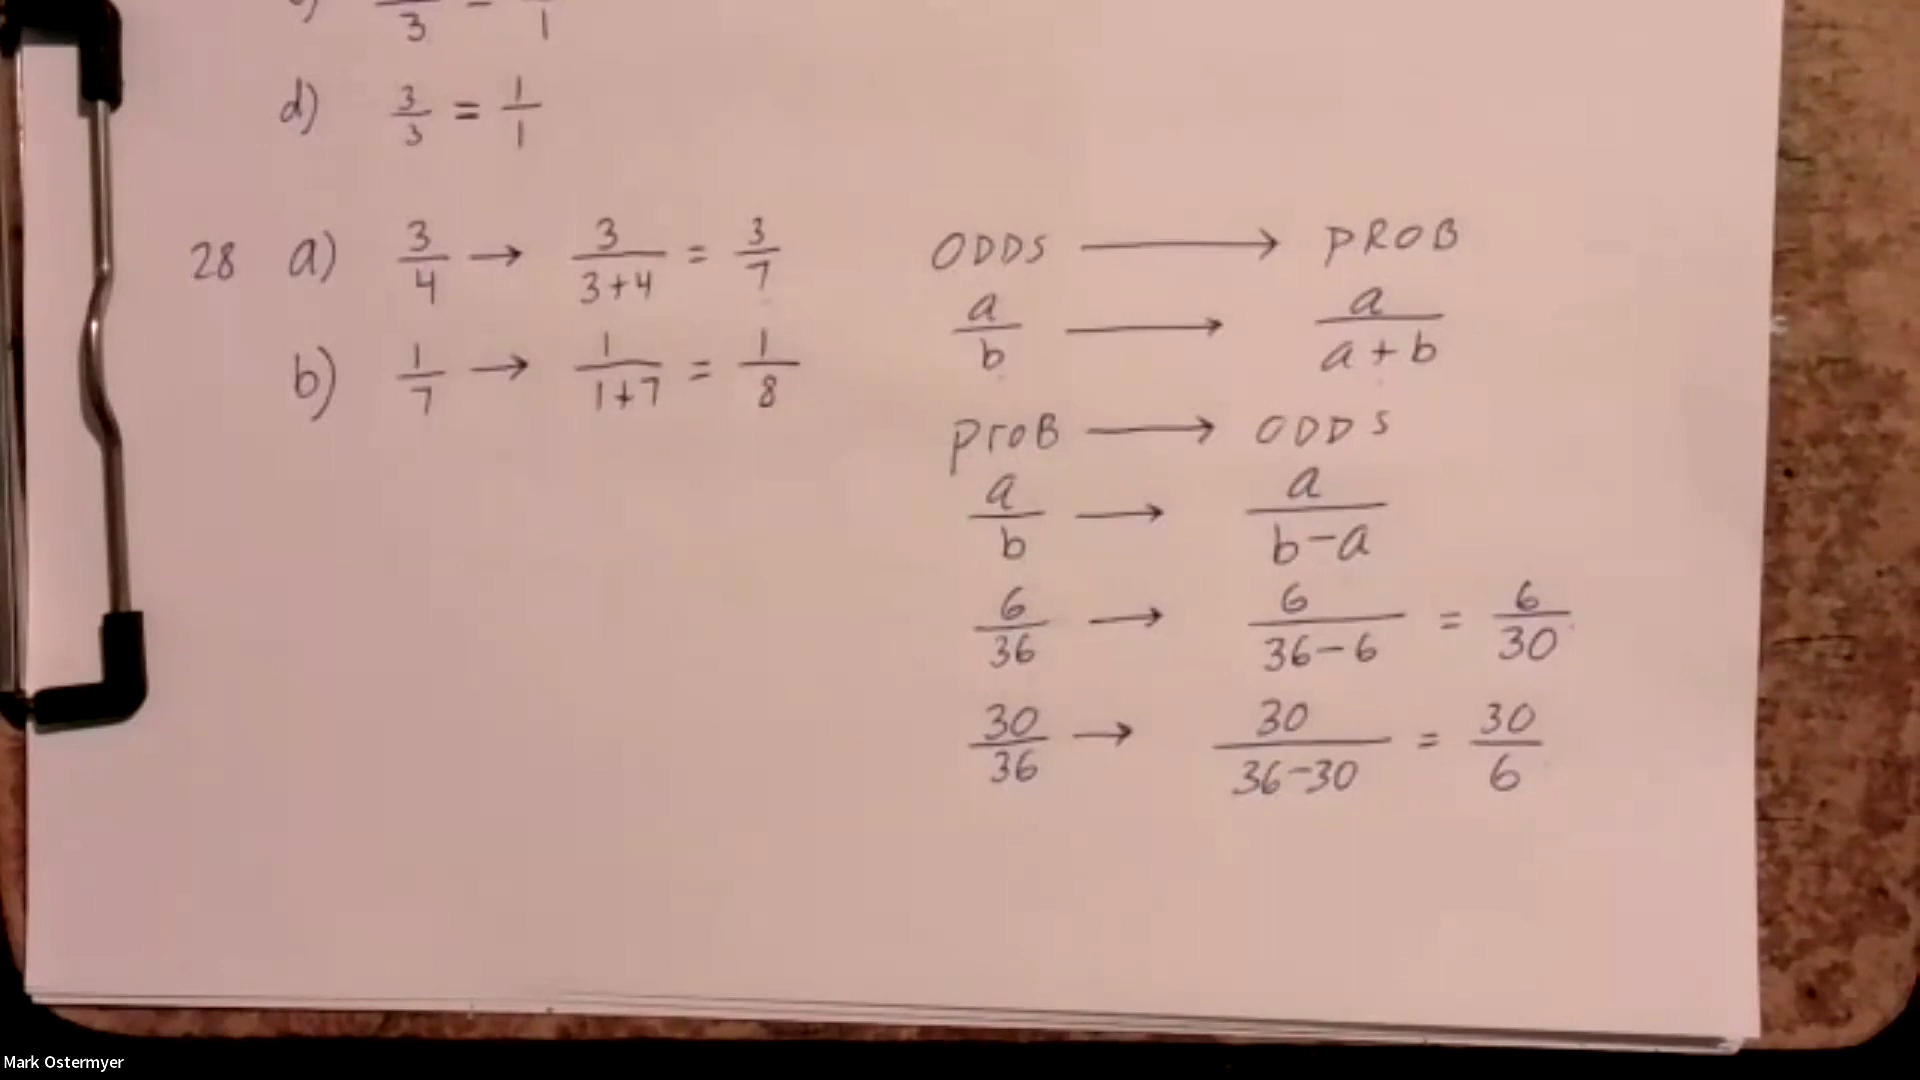 c) /3 = /1
d) 3/3 = 1/1
28 a) 3/4 → 3/(3+4) = 3/7
b) 1/7 → 1/(1+7) = 1/8
ODDS → PROB
a/b → a/(a+b)
ProB → ODDS
a/b → a/(b-a)
6/36 → 6/(36-6) = 6/30
30/36 → 30/(36-30) = 30/6
Mark Ostermyer